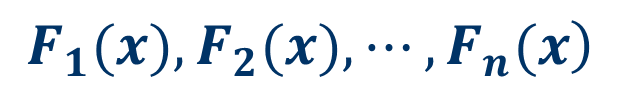 F₁(x), F₂(x), ⋯ , Fₙ(x)